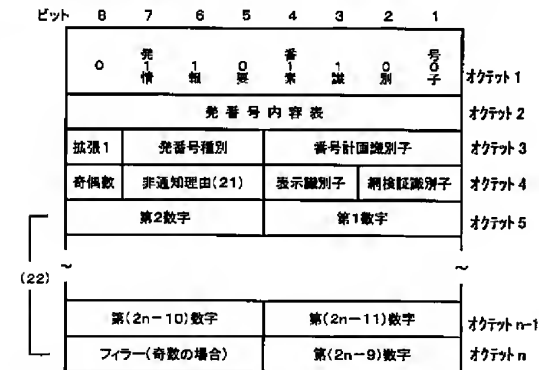 ビット 8 7 6 5 4 3 2 1
発 番 号
0 1 1 0 1 1 0 0
情 報 要 素 識 別 子
オクテット 1
発 番 号 内 容 表 オクテット 2
拡張1 発番号種別 番号計画識別子 オクテット 3
奇偶数 非通知理由(21) 表示識別子 網検証識別子 オクテット 4
第2数字 第1数字 オクテット 5
~ ~
(22)
第(2n-10)数字 第(2n-11)数字 オクテット n-1
フィラー(奇数の場合) 第(2n-9)数字 オクテット n